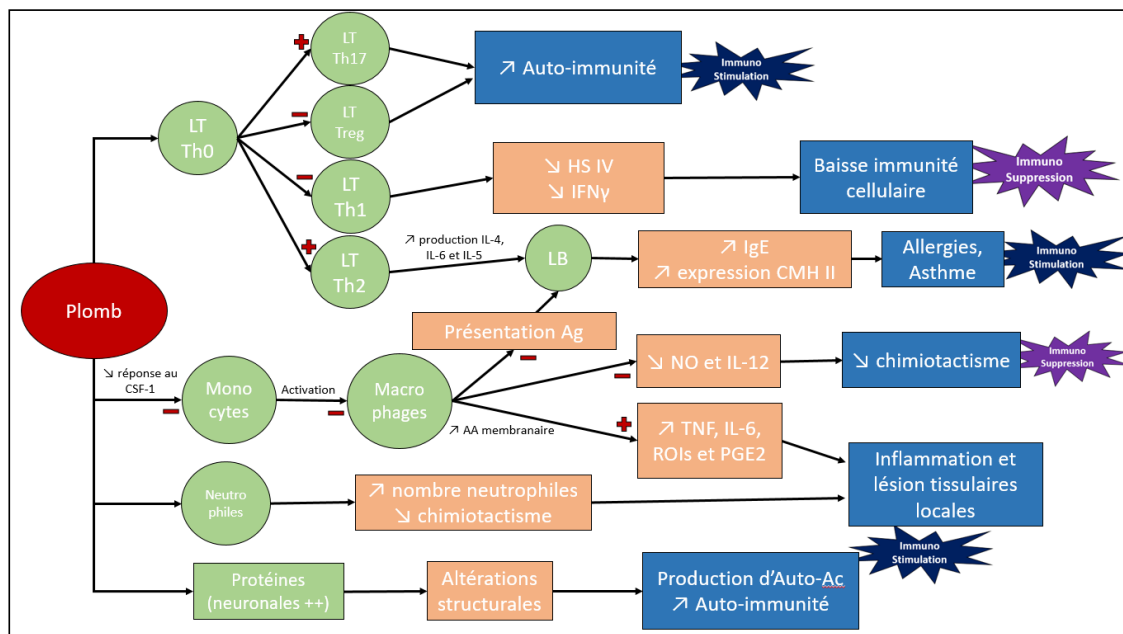 LT
Th17
↗ Auto-immunité
Immuno
Stimulation
LT
Th0
LT
Treg
LT
Th1
↘ HS IV
↘ IFNγ
Baisse immunité
cellulaire
Immuno
Suppression
LT
Th2
↗ production IL-4,
IL-6 et IL-5
LB
↗ IgE
↗ expression CMH II
Allergies,
Asthme
Immuno
Stimulation
Plomb
Présentation Ag
↘ réponse au
CSF-1
Mono
cytes
Activation
Macro
phages
↘ NO et IL-12
↘ chimiotactisme
Immuno
Suppression
↗ AA membranaire
↗ TNF, IL-6,
ROIs et PGE2
Inflammation et
lésion tissulaires
locales
Neutro
philes
↗ nombre neutrophiles
↘ chimiotactisme
Immuno
Stimulation
Protéines
(neuronales ++)
Altérations
structurales
Production d’Auto-Ac
↗ Auto-immunité